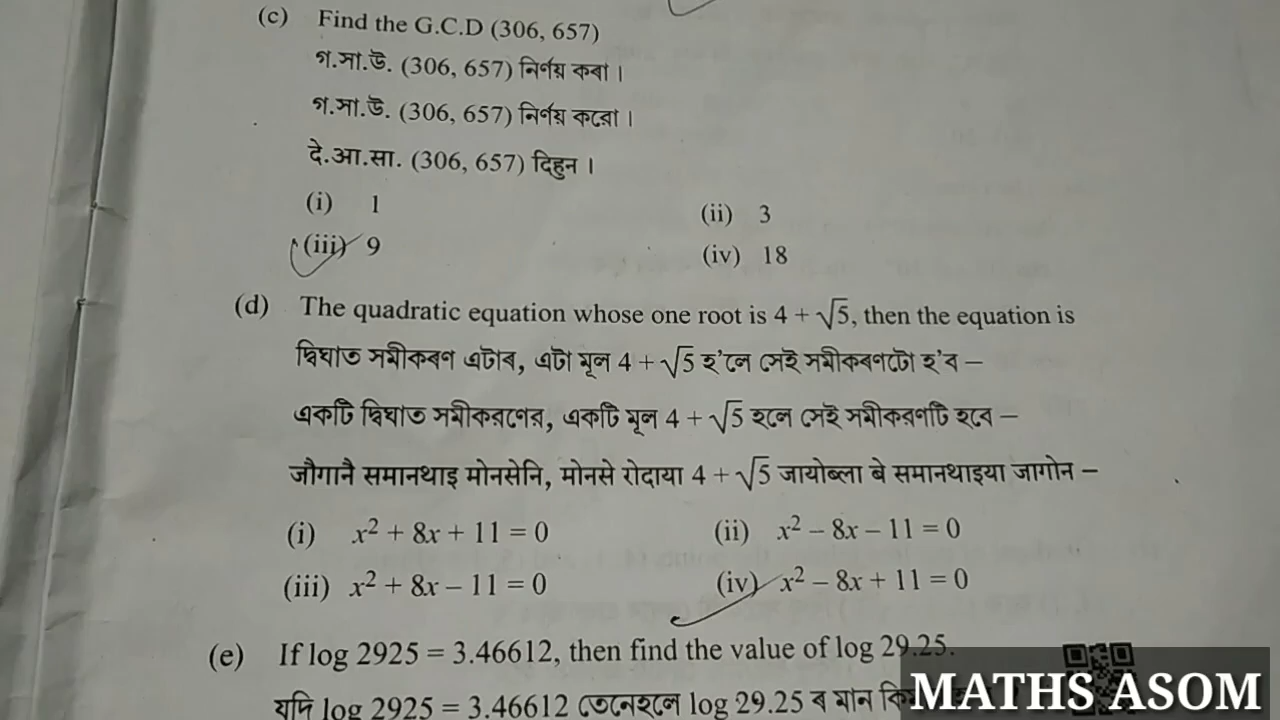 (c) Find the G.C.D (306, 657)
গ.সা.উ. (306, 657) নিৰ্ণয় কৰা ।
গ.সা.উ. (306, 657) নির্ণয় করো ।
दे.आ.सा. (306, 657) दिहुन ।
(i) 1 (ii) 3
(iii) 9 (iv) 18
(d) The quadratic equation whose one root is 4 + √5, then the equation is
দ্বিঘাত সমীকৰণ এটাৰ, এটা মূল 4 + √5 হ'লে সেই সমীকৰণটো হ'ব –
একটি দ্বিঘাত সমীকরণের, একটি মূল 4 + √5 হলে সেই সমীকরণটি হবে –
जौगानै समानथाइ मोनसेनि, मोनसे रोदाया 4 + √5 जायोब्ला बे समानथाइया जागोन –
(i) x² + 8x + 11 = 0 (ii) x² – 8x – 11 = 0
(iii) x² + 8x – 11 = 0 (iv) x² – 8x + 11 = 0
(e) If log 2925 = 3.46612, then find the value of log 29.25.
যদি log 2925 = 3.46612 তেনেহলে log 29.25 ৰ মান
MATHS ASOM